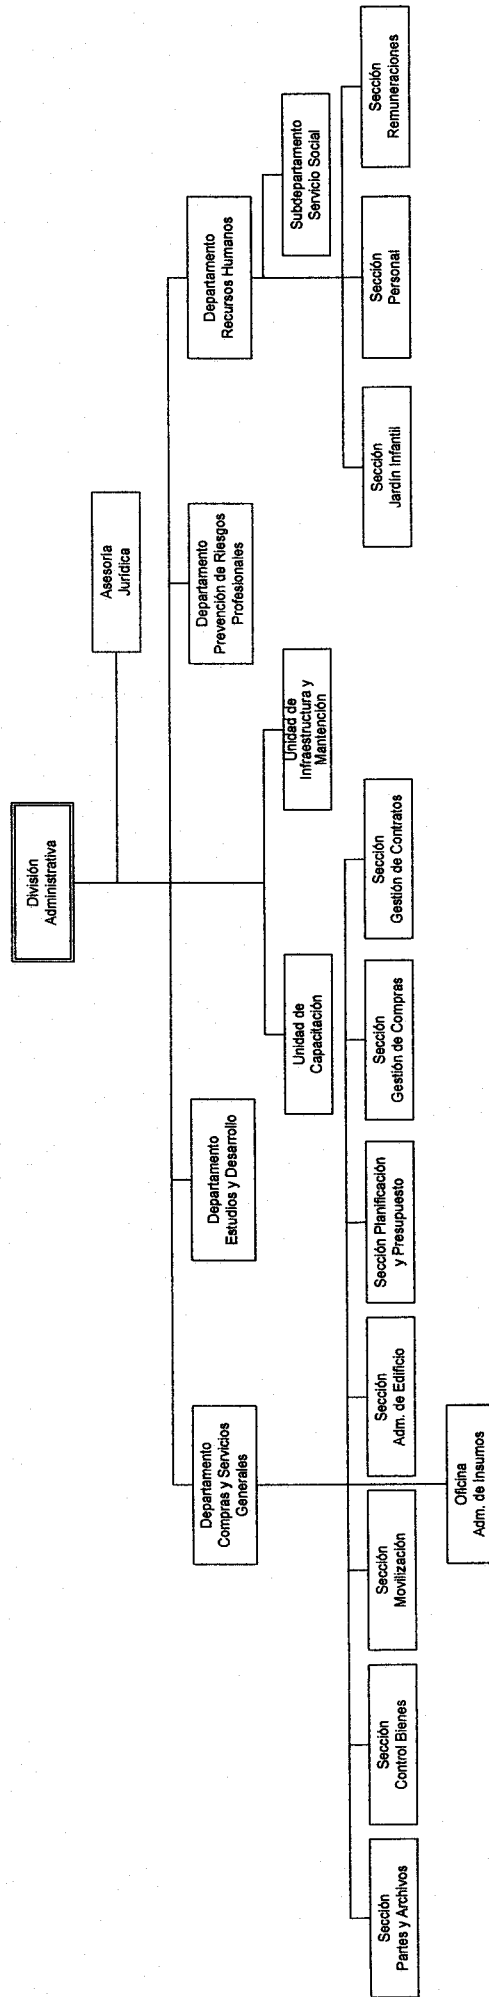 División
Administrativa
Asesoría
Jurídica
Departamento
Compras y Servicios
Generales
Departamento
Estudios y Desarrollo
Departamento
Prevención de Riesgos
Profesionales
Departamento
Recursos Humanos
Unidad de
Capacitación
Unidad de
Infraestructura y
Mantención
Subdepartamento
Servicio Social
Sección
Partes y Archivos
Sección
Control Bienes
Sección
Movilización
Sección
Adm. de Edificio
Sección Planificación
y Presupuesto
Sección
Gestión de Compras
Sección
Gestión de Contratos
Sección
Jardín Infantil
Sección
Personal
Sección
Remuneraciones
Oficina
Adm. de Insumos